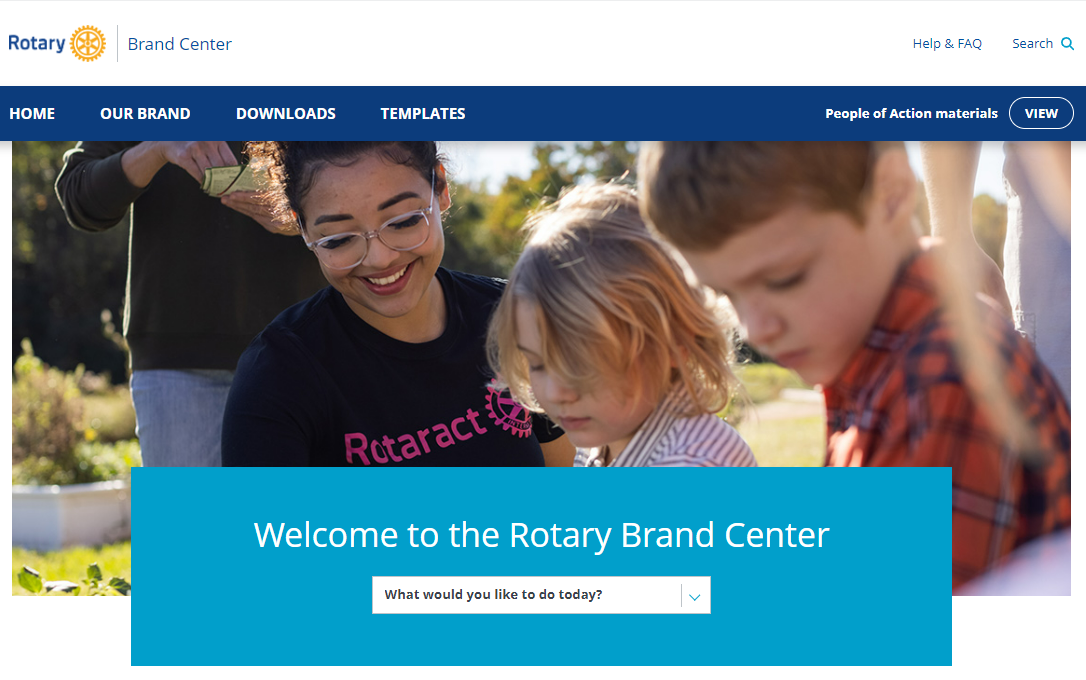 Rotary
Brand Center
Help & FAQ
Search
HOME
OUR BRAND
DOWNLOADS
TEMPLATES
People of Action materials
VIEW
Rotaract
Welcome to the Rotary Brand Center
What would you like to do today?